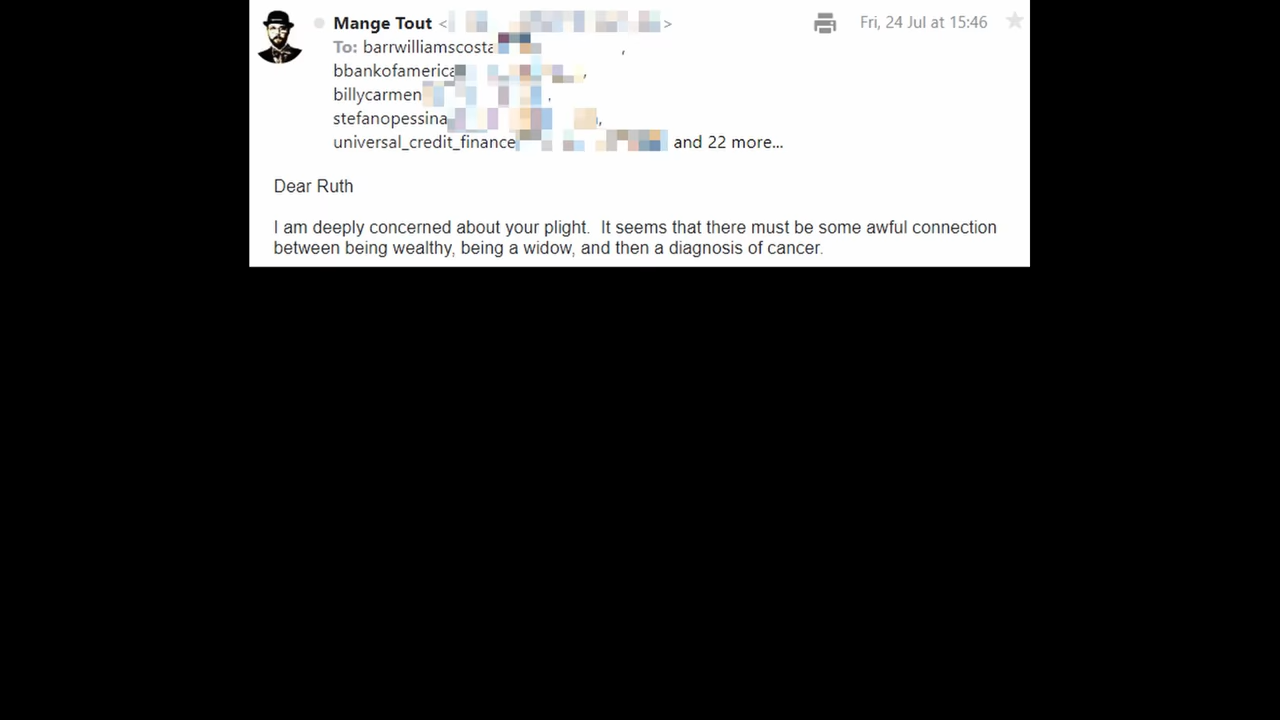 Mange Tout < > Fri, 24 Jul at 15:46
To: barrwilliamscosta ,
bbankofamerica ,
billycarmen ,
stefanopessina ,
universal_credit_finance and 22 more...
Dear Ruth
I am deeply concerned about your plight. It seems that there must be some awful connection
between being wealthy, being a widow, and then a diagnosis of cancer.